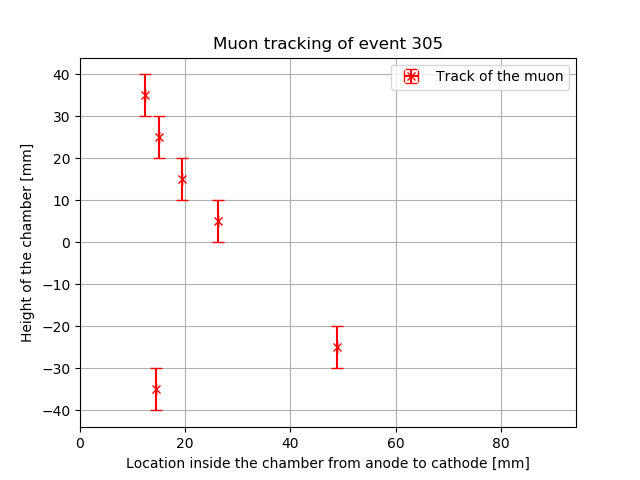 Muon tracking of event 305
Track of the muon
Height of the chamber [mm]
40
30
20
10
0
−10
−20
−30
−40
0 20 40 60 80
Location inside the chamber from anode to cathode [mm]